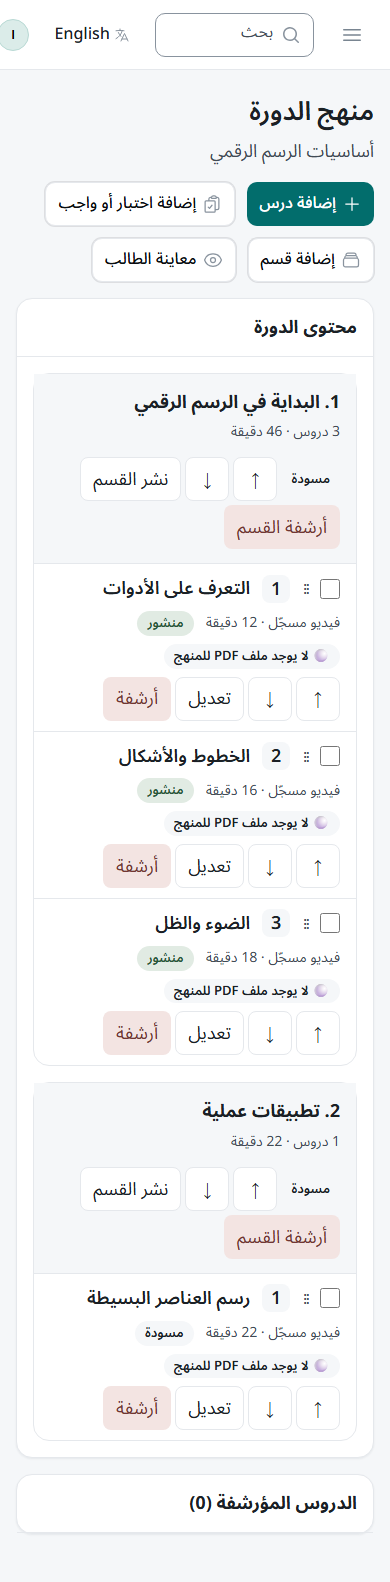 بحث
English
ا
منهج الدورة
أساسيات الرسم الرقمي
إضافة درس
إضافة اختبار أو واجب
إضافة قسم
معاينة الطالب
محتوى الدورة
1. البداية في الرسم الرقمي
3 دروس · 46 دقيقة
مسودة ↑ ↓ نشر القسم
أرشفة القسم
1 التعرف على الأدوات
فيديو مسجّل · 12 دقيقة منشور
لا يوجد ملف PDF للمنهج
↑ ↓ تعديل أرشفة
2 الخطوط والأشكال
فيديو مسجّل · 16 دقيقة منشور
لا يوجد ملف PDF للمنهج
↑ ↓ تعديل أرشفة
3 الضوء والظل
فيديو مسجّل · 18 دقيقة منشور
لا يوجد ملف PDF للمنهج
↑ ↓ تعديل أرشفة
2. تطبيقات عملية
1 دروس · 22 دقيقة
مسودة ↑ ↓ نشر القسم
أرشفة القسم
1 رسم العناصر البسيطة
فيديو مسجّل · 22 دقيقة مسودة
لا يوجد ملف PDF للمنهج
↑ ↓ تعديل أرشفة
الدروس المؤرشفة (0)